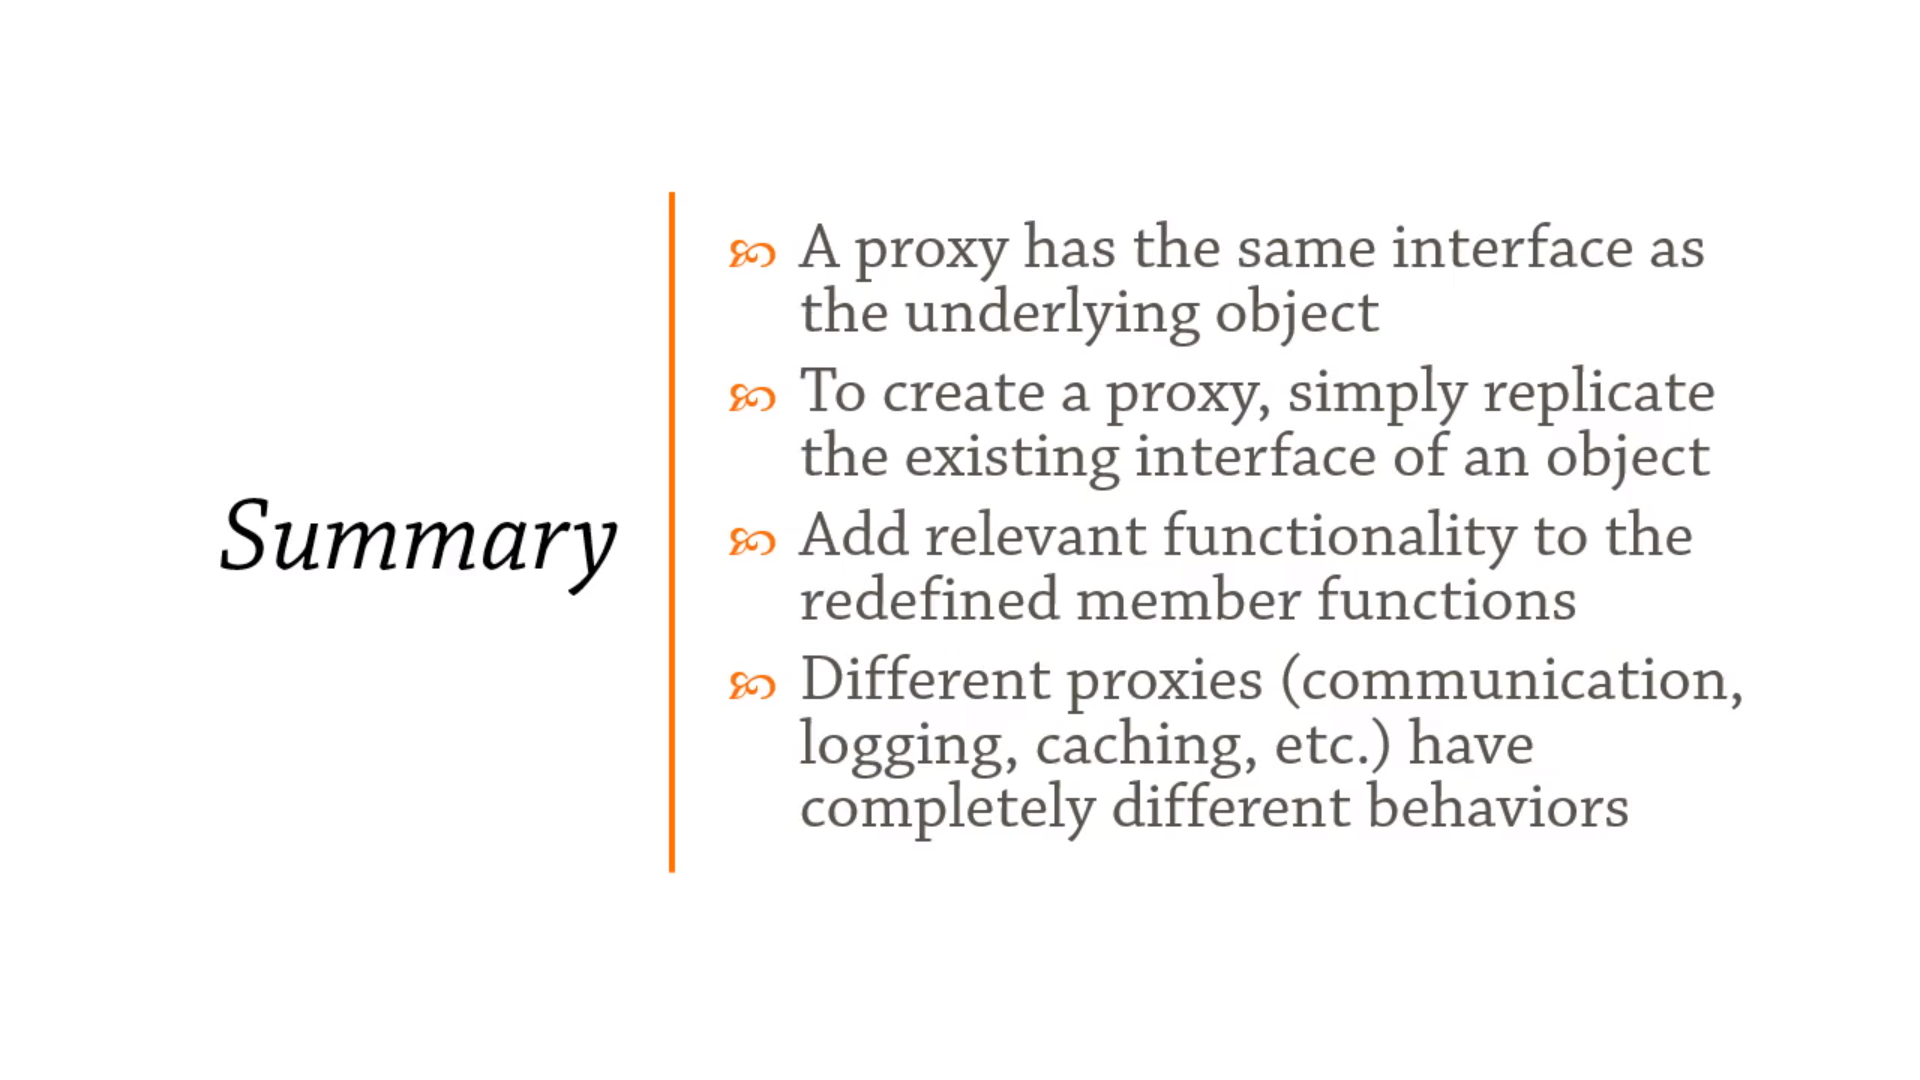 Summary
A proxy has the same interface as
the underlying object
To create a proxy, simply replicate
the existing interface of an object
Add relevant functionality to the
redefined member functions
Different proxies (communication,
logging, caching, etc.) have
completely different behaviors